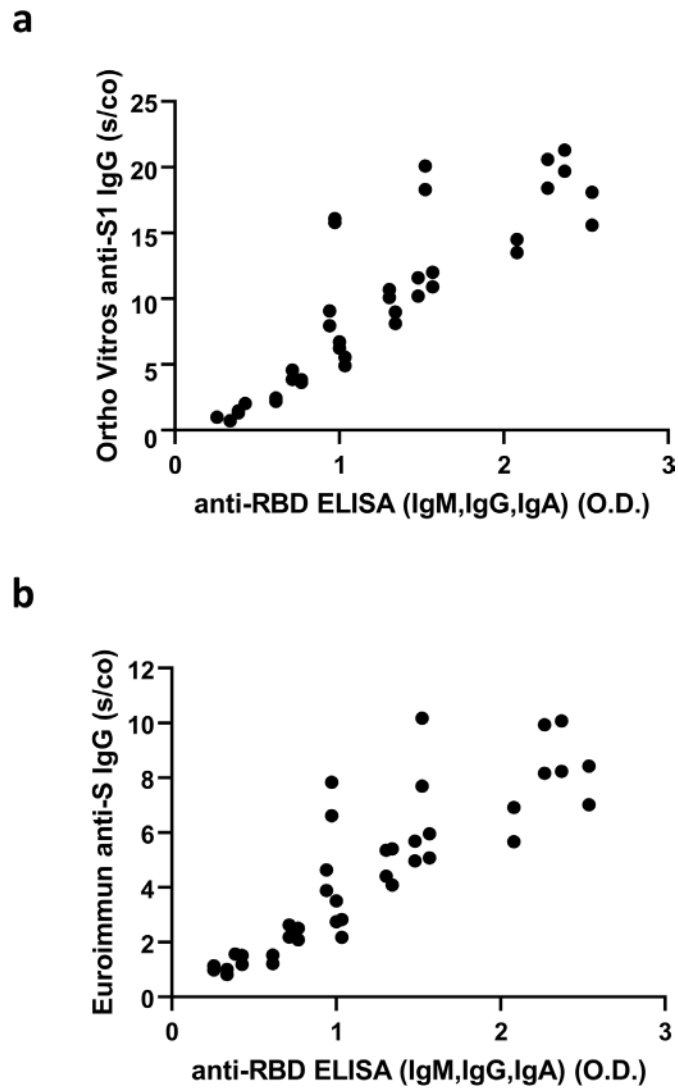 a
Ortho Vitros anti-S1 IgG (s/co)
25
20
15
10
5
0
0 1 2 3
anti-RBD ELISA (IgM,IgG,IgA) (O.D.)
b
Euroimmun anti-S IgG (s/co)
12
10
8
6
4
2
0
0 1 2 3
anti-RBD ELISA (IgM,IgG,IgA) (O.D.)